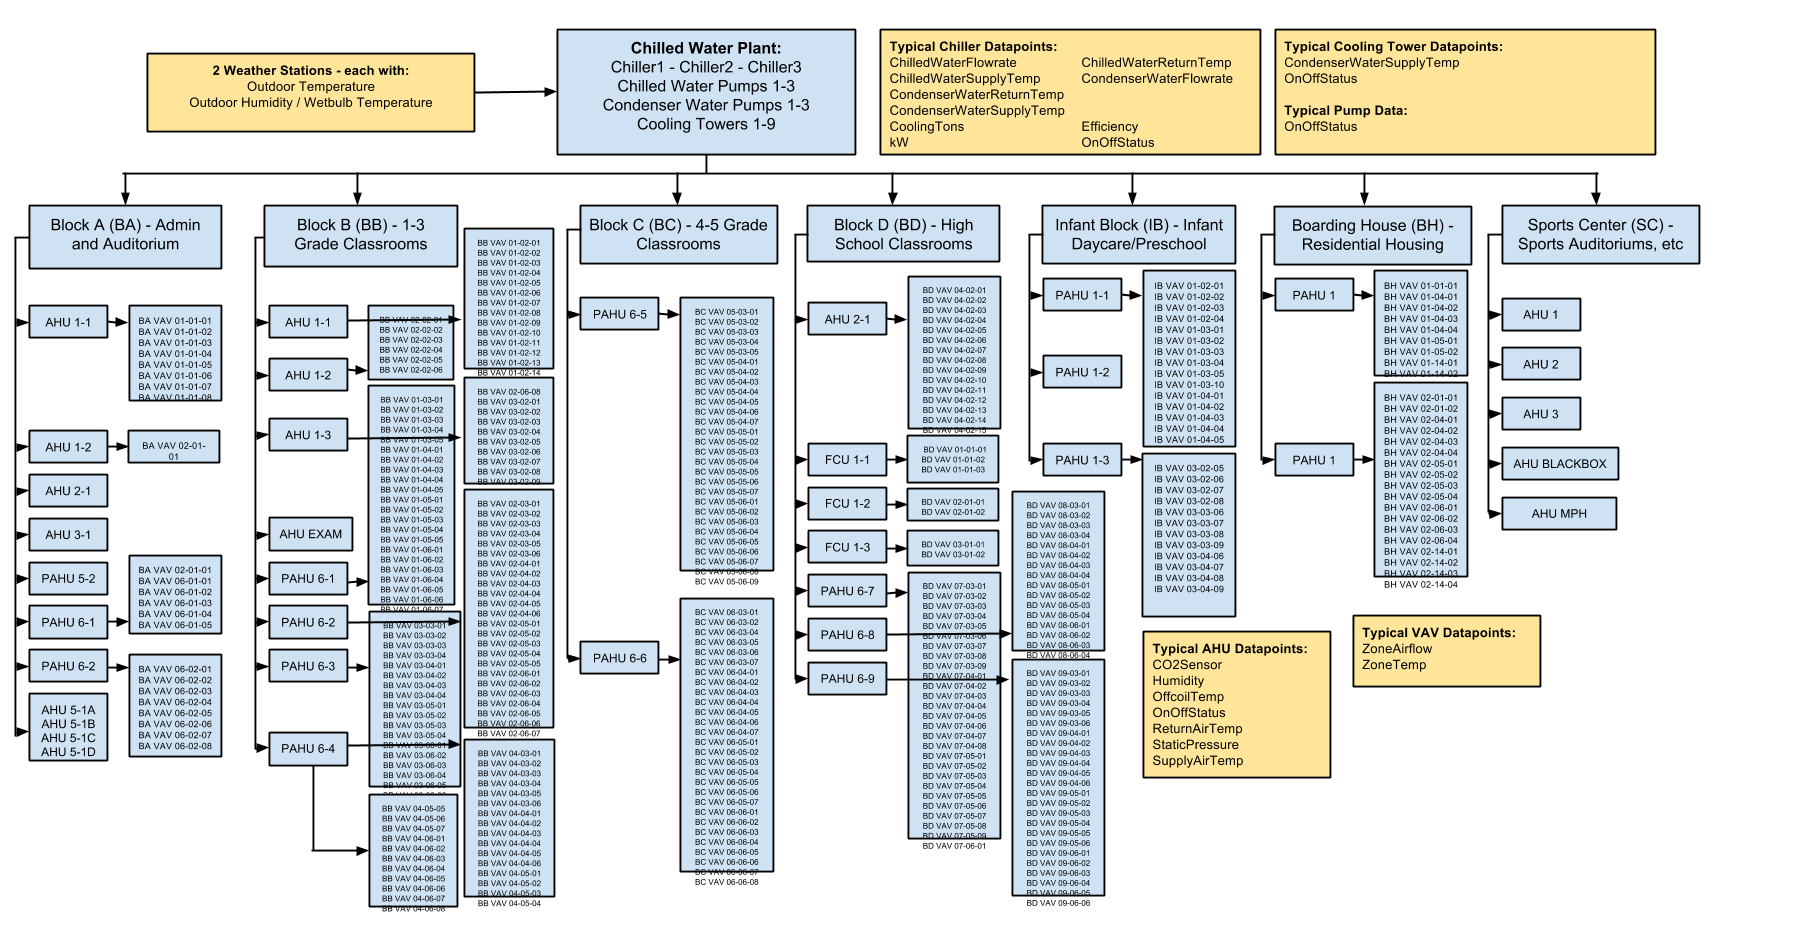 2 Weather Stations - each with:
Outdoor Temperature
Outdoor Humidity / Wetbulb Temperature
Chilled Water Plant:
Chiller1 - Chiller2 - Chiller3
Chilled Water Pumps 1-3
Condenser Water Pumps 1-3
Cooling Towers 1-9
Typical Chiller Datapoints:
ChilledWaterFlowrate ChilledWaterReturnTemp
ChilledWaterSupplyTemp CondenserWaterFlowrate
CondenserWaterReturnTemp
CondenserWaterSupplyTemp
CoolingTons Efficiency
kW OnOffStatus
Typical Cooling Tower Datapoints:
CondenserWaterSupplyTemp
OnOffStatus
Typical Pump Data:
OnOffStatus
Block A (BA) - Admin
and Auditorium
AHU 1-1
BA VAV 01-01-01
BA VAV 01-01-02
BA VAV 01-01-03
BA VAV 01-01-04
BA VAV 01-01-05
BA VAV 01-01-06
BA VAV 01-01-07
BA VAV 01-01-08
AHU 1-2
BA VAV 02-01-
01
AHU 2-1
AHU 3-1
PAHU 5-2
PAHU 6-1
BA VAV 02-01-01
BA VAV 06-01-01
BA VAV 06-01-02
BA VAV 06-01-03
BA VAV 06-01-04
BA VAV 06-01-05
PAHU 6-2
BA VAV 06-02-01
BA VAV 06-02-02
BA VAV 06-02-03
BA VAV 06-02-04
BA VAV 06-02-05
BA VAV 06-02-06
BA VAV 06-02-07
BA VAV 06-02-08
AHU 5-1A
AHU 5-1B
AHU 5-1C
AHU 5-1D
Block B (BB) - 1-3
Grade Classrooms
AHU 1-1
AHU 1-2
AHU 1-3
AHU EXAM
PAHU 6-1
PAHU 6-2
PAHU 6-3
PAHU 6-4
BB VAV 02-02-01
BB VAV 02-02-02
BB VAV 02-02-03
BB VAV 02-02-04
BB VAV 02-02-05
BB VAV 02-02-06
BB VAV 01-03-01
BB VAV 01-03-02
BB VAV 01-03-03
BB VAV 01-03-04
BB VAV 01-03-05
BB VAV 01-04-01
BB VAV 01-04-02
BB VAV 01-04-03
BB VAV 01-04-04
BB VAV 01-04-05
BB VAV 01-05-01
BB VAV 01-05-02
BB VAV 01-05-03
BB VAV 01-05-04
BB VAV 01-05-05
BB VAV 01-06-01
BB VAV 01-06-02
BB VAV 01-06-03
BB VAV 01-06-04
BB VAV 01-06-05
BB VAV 01-06-06
BB VAV 01-06-07
BB VAV 03-03-01
BB VAV 03-03-02
BB VAV 03-03-03
BB VAV 03-03-04
BB VAV 03-04-01
BB VAV 03-04-02
BB VAV 03-04-03
BB VAV 03-04-04
BB VAV 03-05-01
BB VAV 03-05-02
BB VAV 03-05-03
BB VAV 03-05-04
BB VAV 03-06-02
BB VAV 03-06-03
BB VAV 03-06-04
BB VAV 03-06-05
BB VAV 04-05-05
BB VAV 04-05-06
BB VAV 04-05-07
BB VAV 04-06-01
BB VAV 04-06-02
BB VAV 04-06-03
BB VAV 04-06-04
BB VAV 04-06-05
BB VAV 04-06-06
BB VAV 04-06-07
BB VAV 04-06-08
BB VAV 01-02-01
BB VAV 01-02-02
BB VAV 01-02-03
BB VAV 01-02-04
BB VAV 01-02-05
BB VAV 01-02-06
BB VAV 01-02-07
BB VAV 01-02-08
BB VAV 01-02-09
BB VAV 01-02-10
BB VAV 01-02-11
BB VAV 01-02-12
BB VAV 01-02-13
BB VAV 01-02-14
BB VAV 02-06-08
BB VAV 03-02-01
BB VAV 03-02-02
BB VAV 03-02-03
BB VAV 03-02-04
BB VAV 03-02-05
BB VAV 03-02-06
BB VAV 03-02-07
BB VAV 03-02-08
BB VAV 03-02-09
BB VAV 02-03-01
BB VAV 02-03-02
BB VAV 02-03-03
BB VAV 02-03-04
BB VAV 02-03-05
BB VAV 02-03-06
BB VAV 02-04-01
BB VAV 02-04-02
BB VAV 02-04-03
BB VAV 02-04-04
BB VAV 02-04-05
BB VAV 02-04-06
BB VAV 02-05-01
BB VAV 02-05-02
BB VAV 02-05-03
BB VAV 02-05-04
BB VAV 02-05-05
BB VAV 02-06-01
BB VAV 02-06-02
BB VAV 02-06-03
BB VAV 02-06-04
BB VAV 02-06-05
BB VAV 02-06-06
BB VAV 02-06-07
BB VAV 04-03-01
BB VAV 04-03-02
BB VAV 04-03-03
BB VAV 04-03-04
BB VAV 04-03-05
BB VAV 04-03-06
BB VAV 04-04-01
BB VAV 04-04-02
BB VAV 04-04-03
BB VAV 04-04-04
BB VAV 04-04-05
BB VAV 04-04-06
BB VAV 04-05-01
BB VAV 04-05-02
BB VAV 04-05-03
BB VAV 04-05-04
Block C (BC) - 4-5 Grade
Classrooms
PAHU 6-5
BC VAV 05-03-01
BC VAV 05-03-02
BC VAV 05-03-03
BC VAV 05-03-04
BC VAV 05-03-05
BC VAV 05-04-01
BC VAV 05-04-02
BC VAV 05-04-03
BC VAV 05-04-04
BC VAV 05-04-05
BC VAV 05-04-06
BC VAV 05-04-07
BC VAV 05-05-01
BC VAV 05-05-02
BC VAV 05-05-03
BC VAV 05-05-04
BC VAV 05-05-05
BC VAV 05-05-06
BC VAV 05-05-07
BC VAV 05-06-01
BC VAV 05-06-02
BC VAV 05-06-03
BC VAV 05-06-04
BC VAV 05-06-05
BC VAV 05-06-06
BC VAV 05-06-07
BC VAV 05-06-08
BC VAV 05-06-09
PAHU 6-6
BC VAV 06-03-01
BC VAV 06-03-02
BC VAV 06-03-04
BC VAV 06-03-05
BC VAV 06-03-06
BC VAV 06-03-07
BC VAV 06-04-01
BC VAV 06-04-02
BC VAV 06-04-03
BC VAV 06-04-04
BC VAV 06-04-05
BC VAV 06-04-06
BC VAV 06-04-07
BC VAV 06-05-01
BC VAV 06-05-02
BC VAV 06-05-03
BC VAV 06-05-04
BC VAV 06-05-05
BC VAV 06-05-06
BC VAV 06-05-07
BC VAV 06-06-01
BC VAV 06-06-02
BC VAV 06-06-03
BC VAV 06-06-04
BC VAV 06-06-05
BC VAV 06-06-06
BC VAV 06-06-07
BC VAV 06-06-08
Block D (BD) - High
School Classrooms
AHU 2-1
BD VAV 04-02-01
BD VAV 04-02-02
BD VAV 04-02-03
BD VAV 04-02-04
BD VAV 04-02-05
BD VAV 04-02-06
BD VAV 04-02-07
BD VAV 04-02-08
BD VAV 04-02-09
BD VAV 04-02-10
BD VAV 04-02-11
BD VAV 04-02-12
BD VAV 04-02-13
BD VAV 04-02-14
BD VAV 04-02-15
FCU 1-1
BD VAV 01-01-01
BD VAV 01-01-02
BD VAV 01-01-03
FCU 1-2
BD VAV 02-01-01
BD VAV 02-01-02
FCU 1-3
BD VAV 03-01-01
BD VAV 03-01-02
PAHU 6-7
PAHU 6-8
PAHU 6-9
BD VAV 07-03-01
BD VAV 07-03-02
BD VAV 07-03-03
BD VAV 07-03-04
BD VAV 07-03-05
BD VAV 07-03-06
BD VAV 07-03-07
BD VAV 07-03-08
BD VAV 07-03-09
BD VAV 07-04-01
BD VAV 07-04-02
BD VAV 07-04-03
BD VAV 07-04-04
BD VAV 07-04-05
BD VAV 07-04-06
BD VAV 07-04-07
BD VAV 07-04-08
BD VAV 07-05-01
BD VAV 07-05-02
BD VAV 07-05-03
BD VAV 07-05-04
BD VAV 07-05-05
BD VAV 07-05-06
BD VAV 07-05-07
BD VAV 07-05-08
BD VAV 07-05-09
BD VAV 07-06-01
BD VAV 08-03-01
BD VAV 08-03-02
BD VAV 08-03-03
BD VAV 08-03-04
BD VAV 08-04-01
BD VAV 08-04-02
BD VAV 08-04-03
BD VAV 08-04-04
BD VAV 08-05-01
BD VAV 08-05-02
BD VAV 08-05-03
BD VAV 08-05-04
BD VAV 08-06-01
BD VAV 08-06-02
BD VAV 08-06-03
BD VAV 08-06-04
BD VAV 09-03-01
BD VAV 09-03-02
BD VAV 09-03-03
BD VAV 09-03-04
BD VAV 09-03-05
BD VAV 09-03-06
BD VAV 09-04-01
BD VAV 09-04-02
BD VAV 09-04-03
BD VAV 09-04-04
BD VAV 09-04-05
BD VAV 09-04-06
BD VAV 09-05-01
BD VAV 09-05-02
BD VAV 09-05-03
BD VAV 09-05-04
BD VAV 09-05-05
BD VAV 09-05-06
BD VAV 09-06-01
BD VAV 09-06-02
BD VAV 09-06-03
BD VAV 09-06-04
BD VAV 09-06-05
BD VAV 09-06-06
Infant Block (IB) - Infant
Daycare/Preschool
PAHU 1-1
IB VAV 01-02-01
IB VAV 01-02-02
IB VAV 01-02-03
IB VAV 01-02-04
IB VAV 01-03-01
IB VAV 01-03-02
IB VAV 01-03-03
IB VAV 01-03-04
IB VAV 01-03-05
IB VAV 01-03-10
IB VAV 01-04-01
IB VAV 01-04-02
IB VAV 01-04-03
IB VAV 01-04-04
IB VAV 01-04-05
PAHU 1-2
PAHU 1-3
IB VAV 03-02-05
IB VAV 03-02-06
IB VAV 03-02-07
IB VAV 03-02-08
IB VAV 03-03-06
IB VAV 03-03-07
IB VAV 03-03-08
IB VAV 03-03-09
IB VAV 03-04-06
IB VAV 03-04-07
IB VAV 03-04-08
IB VAV 03-04-09
Boarding House (BH) -
Residential Housing
PAHU 1
BH VAV 01-01-01
BH VAV 01-04-01
BH VAV 01-04-02
BH VAV 01-04-03
BH VAV 01-04-04
BH VAV 01-05-01
BH VAV 01-05-02
BH VAV 01-14-01
BH VAV 01-14-02
PAHU 1
BH VAV 02-01-01
BH VAV 02-01-02
BH VAV 02-04-01
BH VAV 02-04-02
BH VAV 02-04-03
BH VAV 02-04-04
BH VAV 02-05-01
BH VAV 02-05-02
BH VAV 02-05-03
BH VAV 02-05-04
BH VAV 02-06-01
BH VAV 02-06-02
BH VAV 02-06-03
BH VAV 02-06-04
BH VAV 02-14-01
BH VAV 02-14-02
BH VAV 02-14-03
BH VAV 02-14-04
Sports Center (SC) -
Sports Auditoriums, etc
AHU 1
AHU 2
AHU 3
AHU BLACKBOX
AHU MPH
Typical AHU Datapoints:
CO2Sensor
Humidity
OffcoilTemp
OnOffStatus
ReturnAirTemp
StaticPressure
SupplyAirTemp
Typical VAV Datapoints:
ZoneAirflow
ZoneTemp